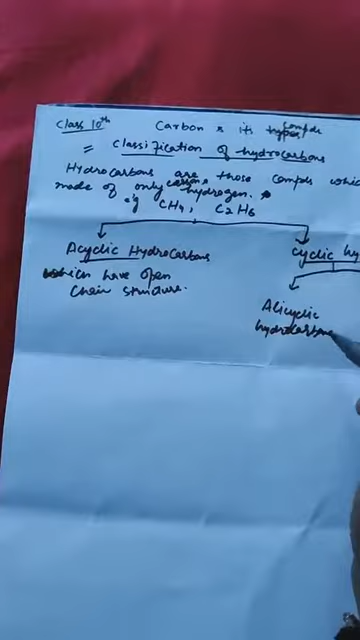 Class 10th Carbon & its Compds
= Classification of hydrocarbons
Hydrocarbons are those compds which
made of only carbon, hydrogen.
eg CH4, C2H6
Acyclic Hydrocarbons
which have open
chain structure.
cyclic hy
Alicyclic
hydrocarbons